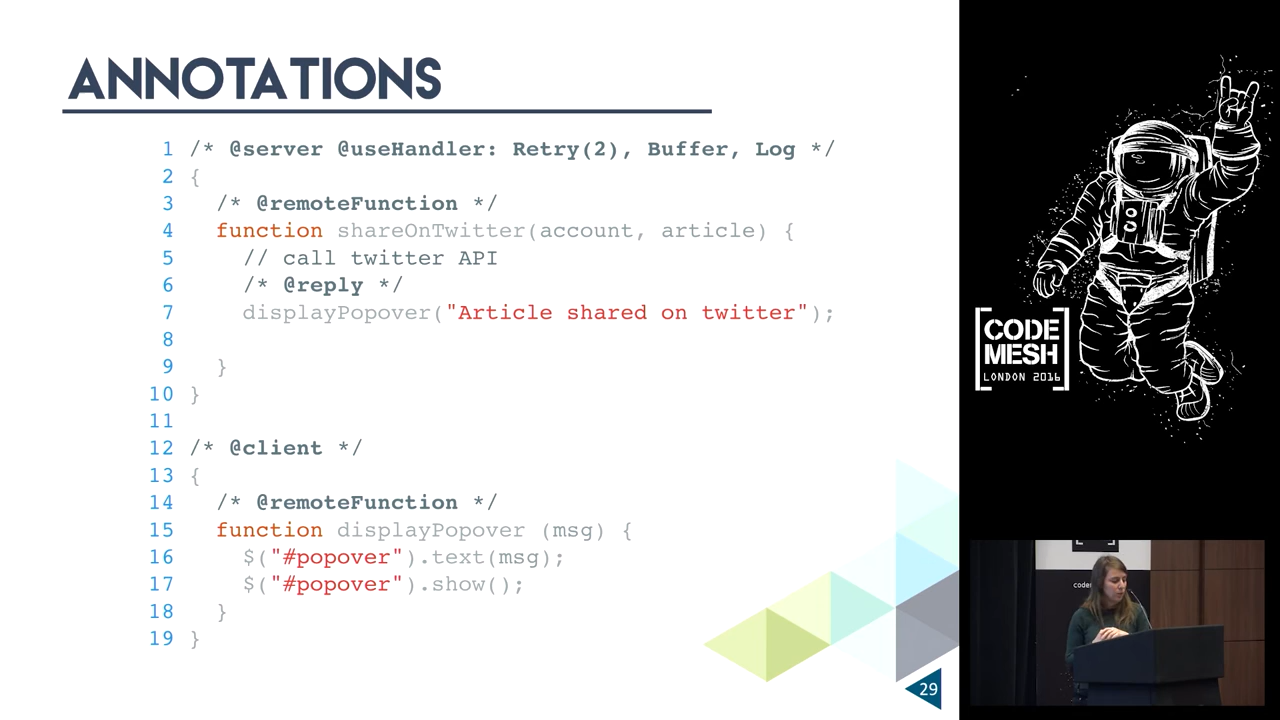 ANNOTATIONS
1 /* @server @useHandler: Retry(2), Buffer, Log */
2 {
3 /* @remoteFunction */
4 function shareOnTwitter(account, article) {
5 // call twitter API
6 /* @reply */
7 displayPopover("Article shared on twitter");
8
9 }
10 }
11
12 /* @client */
13 {
14 /* @remoteFunction */
15 function displayPopover (msg) {
16 $("#popover").text(msg);
17 $("#popover").show();
18 }
19 }
29
CODE
MESH
LONDON 2016